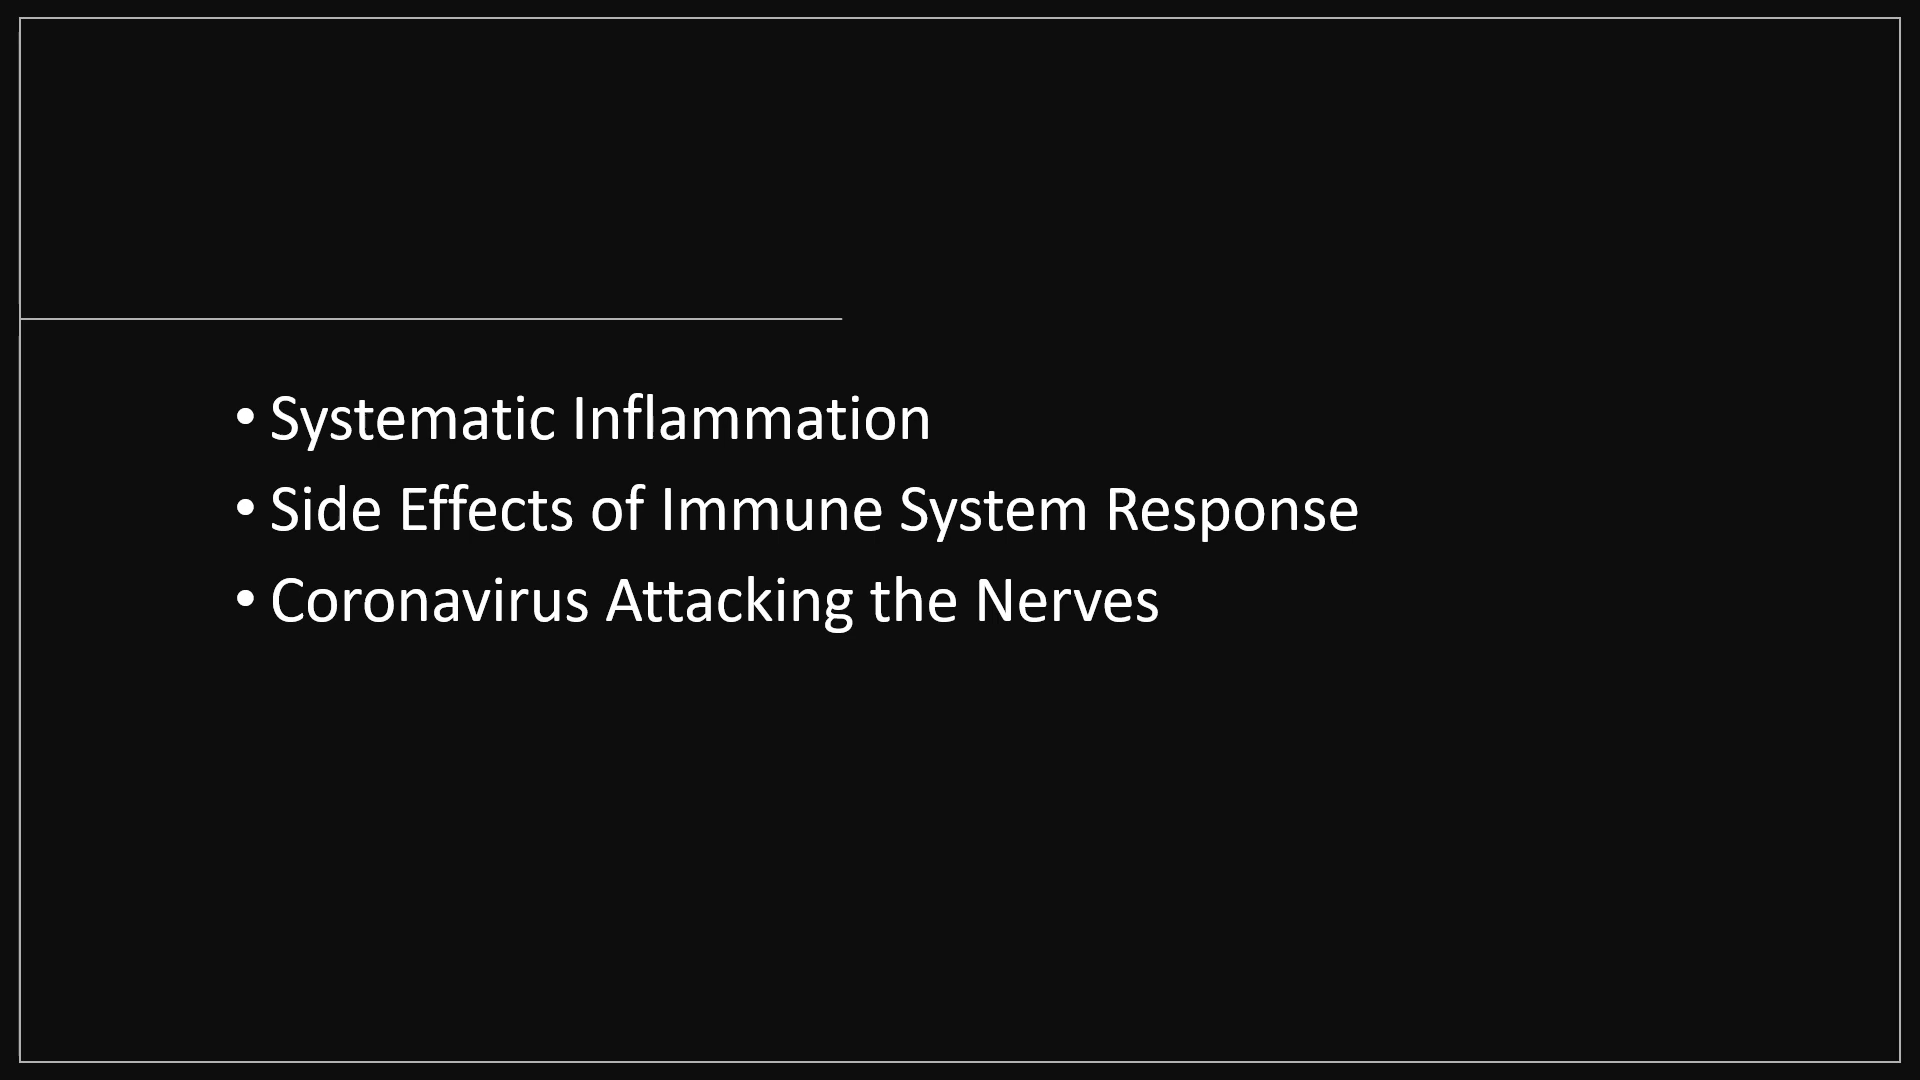 • Systematic Inflammation
• Side Effects of Immune System Response
• Coronavirus Attacking the Nerves